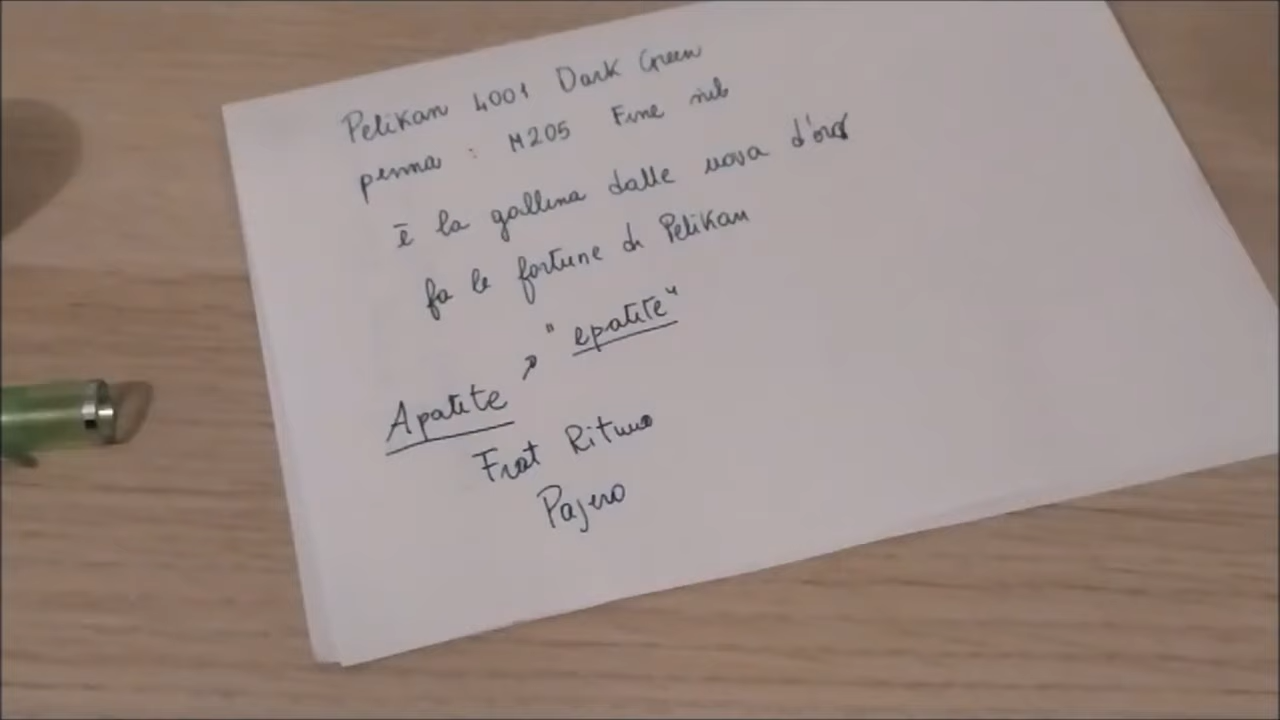 Pelikan 4001 Dark Green
penna : M205 Fine nib
è la gallina dalle uova d'oro
fa le fortune di Pelikan
"epatite"
Apatite
Fiat Ritmo
Pajero